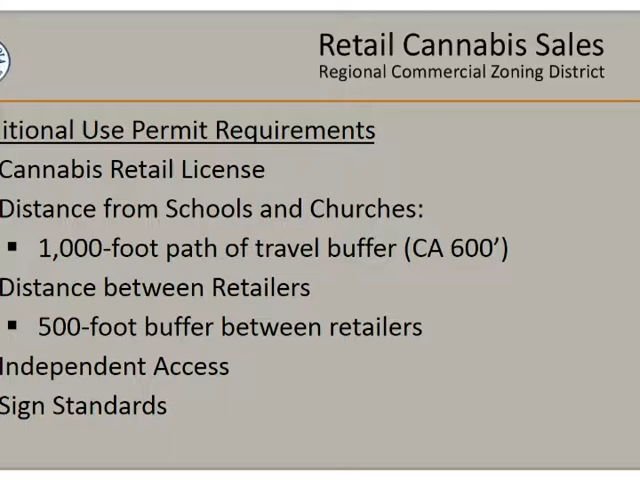 Retail Cannabis Sales
Regional Commercial Zoning District
itional Use Permit Requirements
Cannabis Retail License
Distance from Schools and Churches:
▪ 1,000-foot path of travel buffer (CA 600’)
Distance between Retailers
▪ 500-foot buffer between retailers
Independent Access
Sign Standards